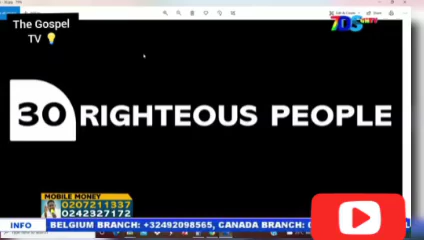 The Gospel
TV
7DS
30 RIGHTEOUS PEOPLE
MOBILE MONEY
0207211337
0242327172
INFO BELGIUM BRANCH: +32492098565, CANADA BRANCH: